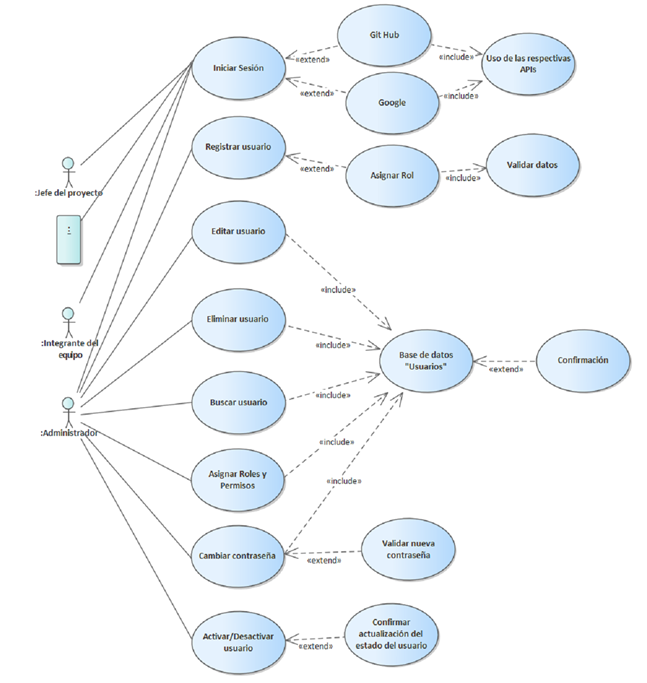 Git Hub
Iniciar Sesión
«extend»
«include»
Uso de las respectivas
APIs
«extend»
Google
«include»
Registrar usuario
«extend»
Asignar Rol
«include»
Validar datos
:Jefe del proyecto
:
Editar usuario
«include»
:Integrante del
equipo
Eliminar usuario
«include»
Base de datos
"Usuarios"
«extend»
Confirmación
Buscar usuario
«include»
:Administrador
«include»
Asignar Roles y
Permisos
«include»
Cambiar contraseña
«extend»
Validar nueva
contraseña
Activar/Desactivar
usuario
«extend»
Confirmar
actualización del
estado del usuario